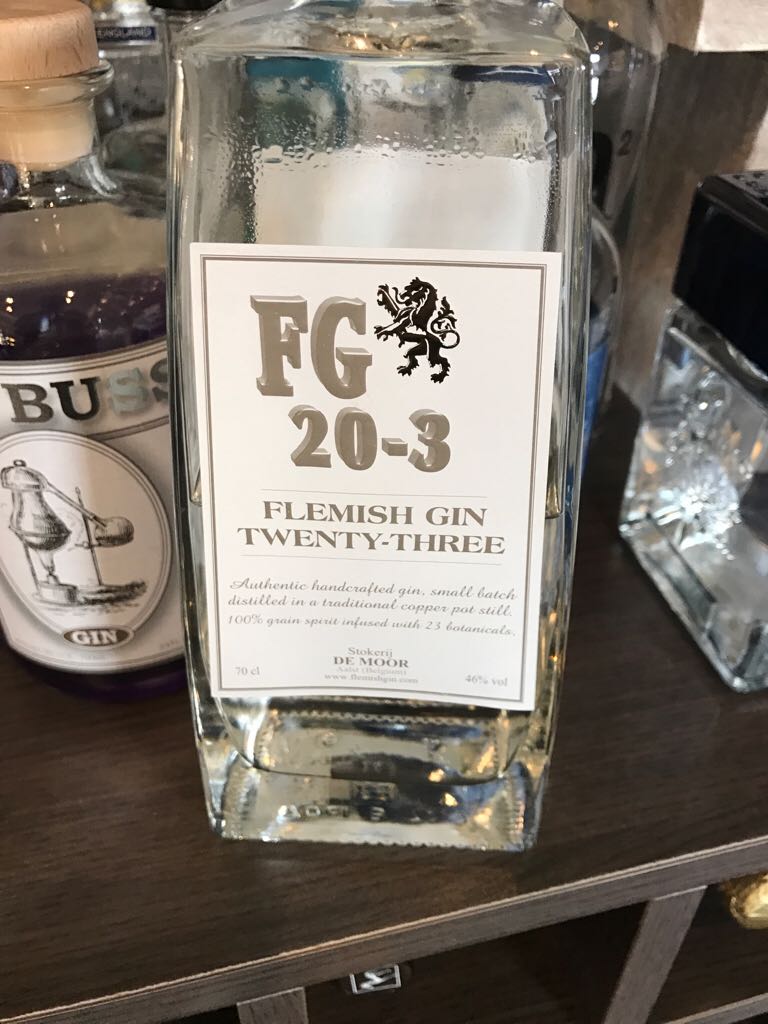 FG
20-3
FLEMISH GIN
TWENTY-THREE
Authentic handcrafted gin, small batch
distilled in a traditional copper pot still.
100% grain spirit infused with 23 botanicals.
Stokerij
DE MOOR
Aalst (Belgium)
www.flemishgin.com
70 cl
46% vol
BUSS
GIN